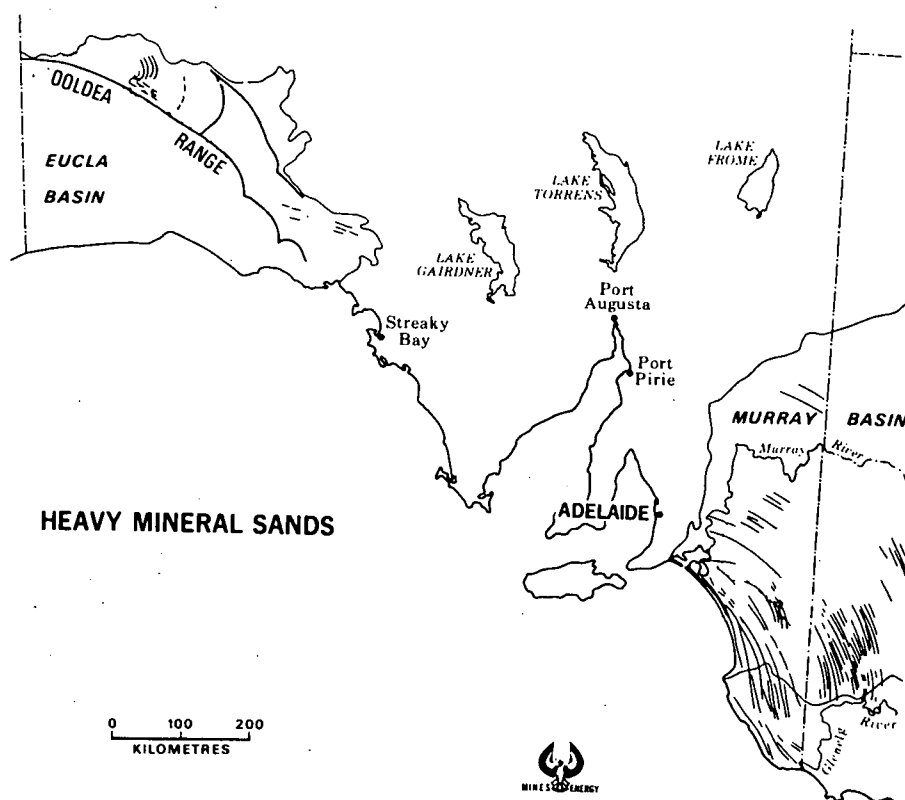 OOLDEA
RANGE
EUCLA
BASIN
LAKE
GAIRDNER
LAKE
TORRENS
LAKE
FROME
Port
Augusta
Streaky
Bay
Port
Pirie
MURRAY BASIN
Murray River
ADELAIDE
HEAVY MINERAL SANDS
0 100 200
KILOMETRES
Glenelg River
MINES ENERGY